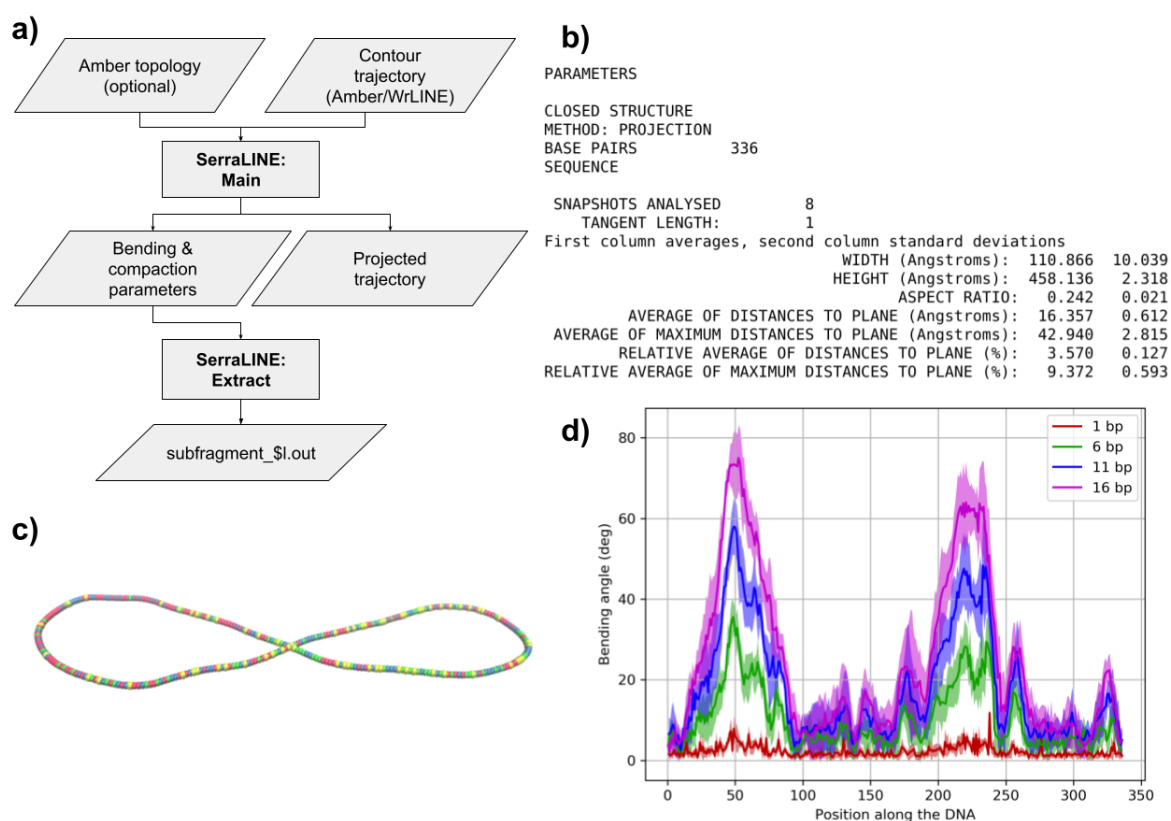 a)
Amber topology
(optional)
Contour
trajectory
(Amber/WrLINE)
SerraLINE:
Main
Bending &
compaction
parameters
Projected
trajectory
SerraLINE:
Extract
subfragment_$l.out
b)
PARAMETERS
CLOSED STRUCTURE
METHOD: PROJECTION
BASE PAIRS 336
SEQUENCE
SNAPSHOTS ANALYSED 8
TANGENT LENGTH: 1
First column averages, second column standard deviations
WIDTH (Angstroms): 110.866 10.039
HEIGHT (Angstroms): 458.136 2.318
ASPECT RATIO: 0.242 0.021
AVERAGE OF DISTANCES TO PLANE (Angstroms): 16.357 0.612
AVERAGE OF MAXIMUM DISTANCES TO PLANE (Angstroms): 42.940 2.815
RELATIVE AVERAGE OF DISTANCES TO PLANE (%): 3.570 0.127
RELATIVE AVERAGE OF MAXIMUM DISTANCES TO PLANE (%): 9.372 0.593
c)
d)
1 bp
6 bp
11 bp
16 bp
Bending angle (deg)
80
60
40
20
0
0 50 100 150 200 250 300 350
Position along the DNA